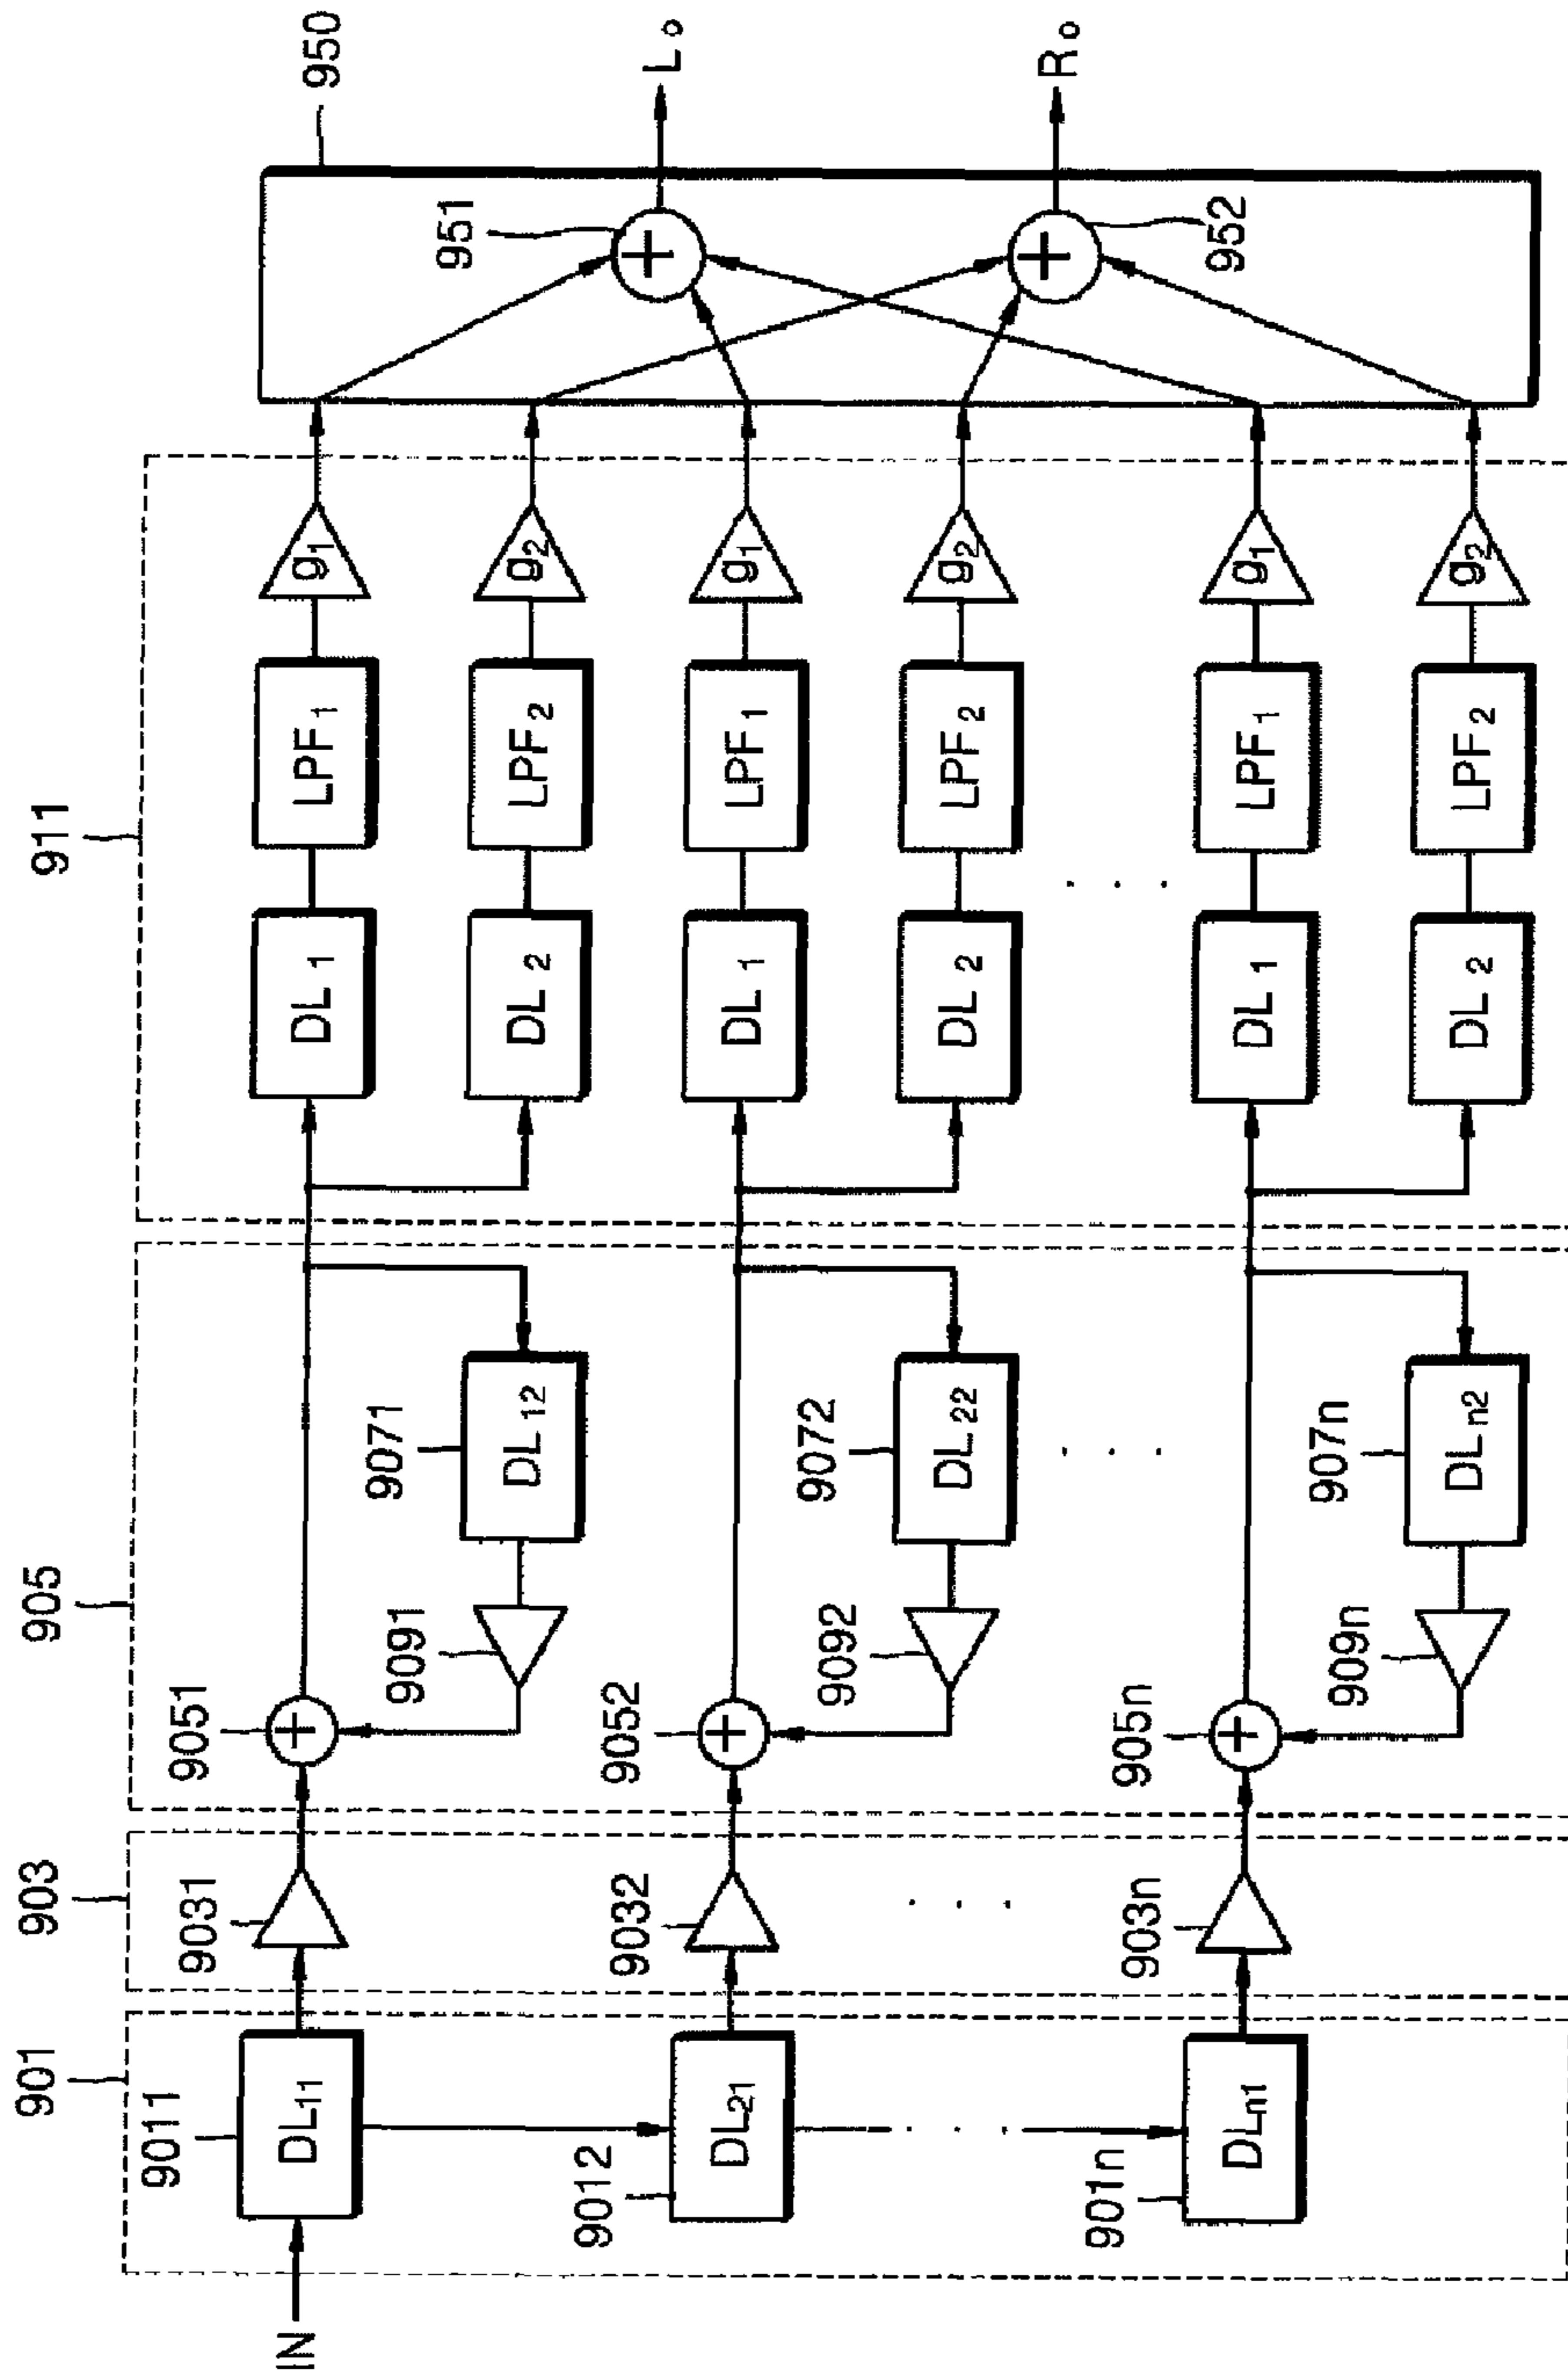 901
903
905
911
950
IN
9011
DL11
9031
9051
9091
9071
DL12
DL1
LPF1
g1
DL2
LPF2
g2
951
+
+
Lo
9012
DL21
9032
9052
+
9092
9072
DL22
DL1
LPF1
g1
DL2
LPF2
g2
+
952
Ro
. . .
. . .
. . .
. . .
901n
DLn1
903n
905n
+
909n
907n
DLn2
DL1
LPF1
g1
DL2
LPF2
g2